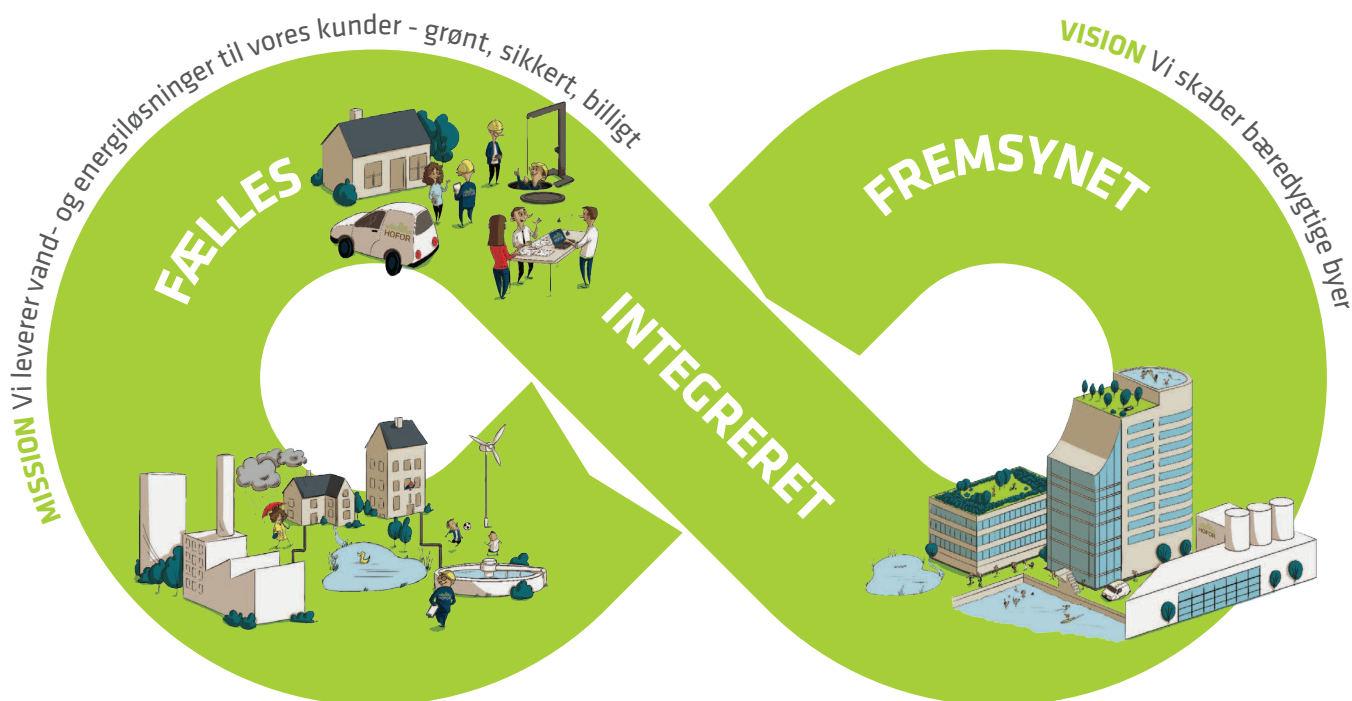 MISSION Vi leverer vand- og energiløsninger til vores kunder - grønt, sikkert, billigt
VISION Vi skaber bæredygtige byer
FÆLLES
HOFOR
INTEGRERET
FREMSYNET
HOFOR